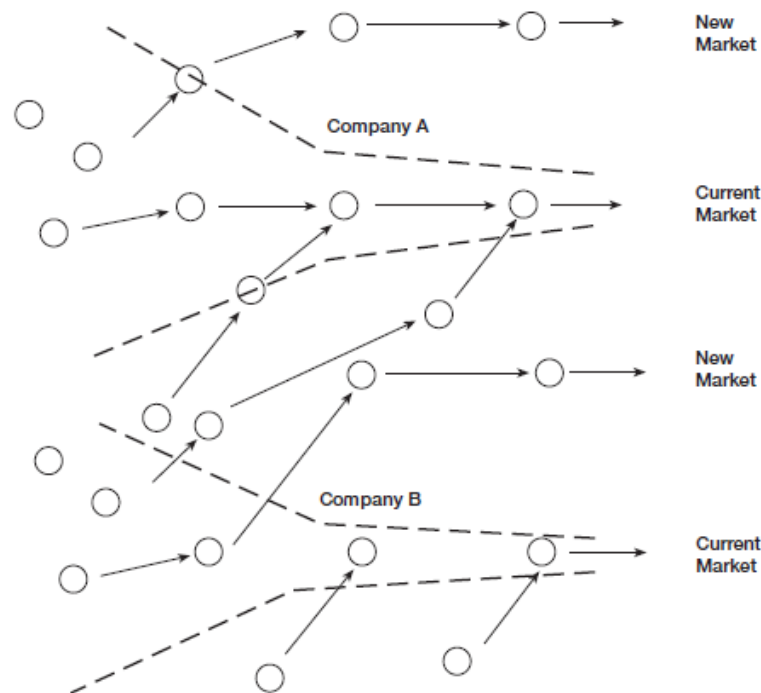 New
Market
Company A
Current
Market
New
Market
Company B
Current
Market